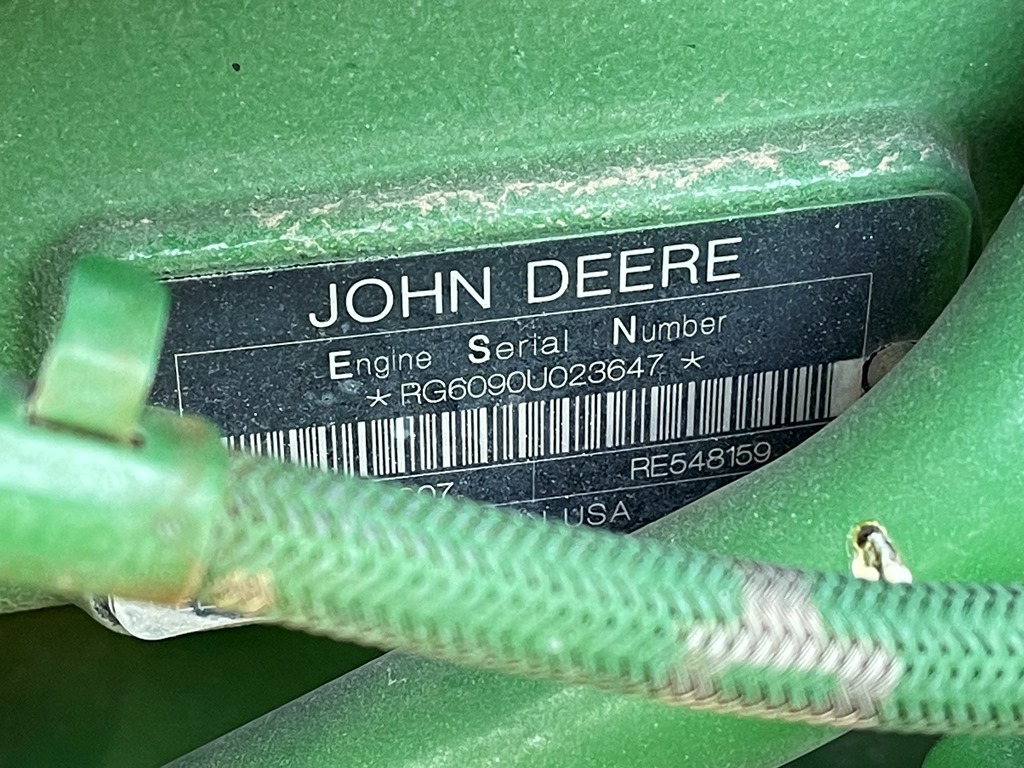 JOHN DEERE
Engine Serial Number
* RG6090U023647 *
RE548159
USA